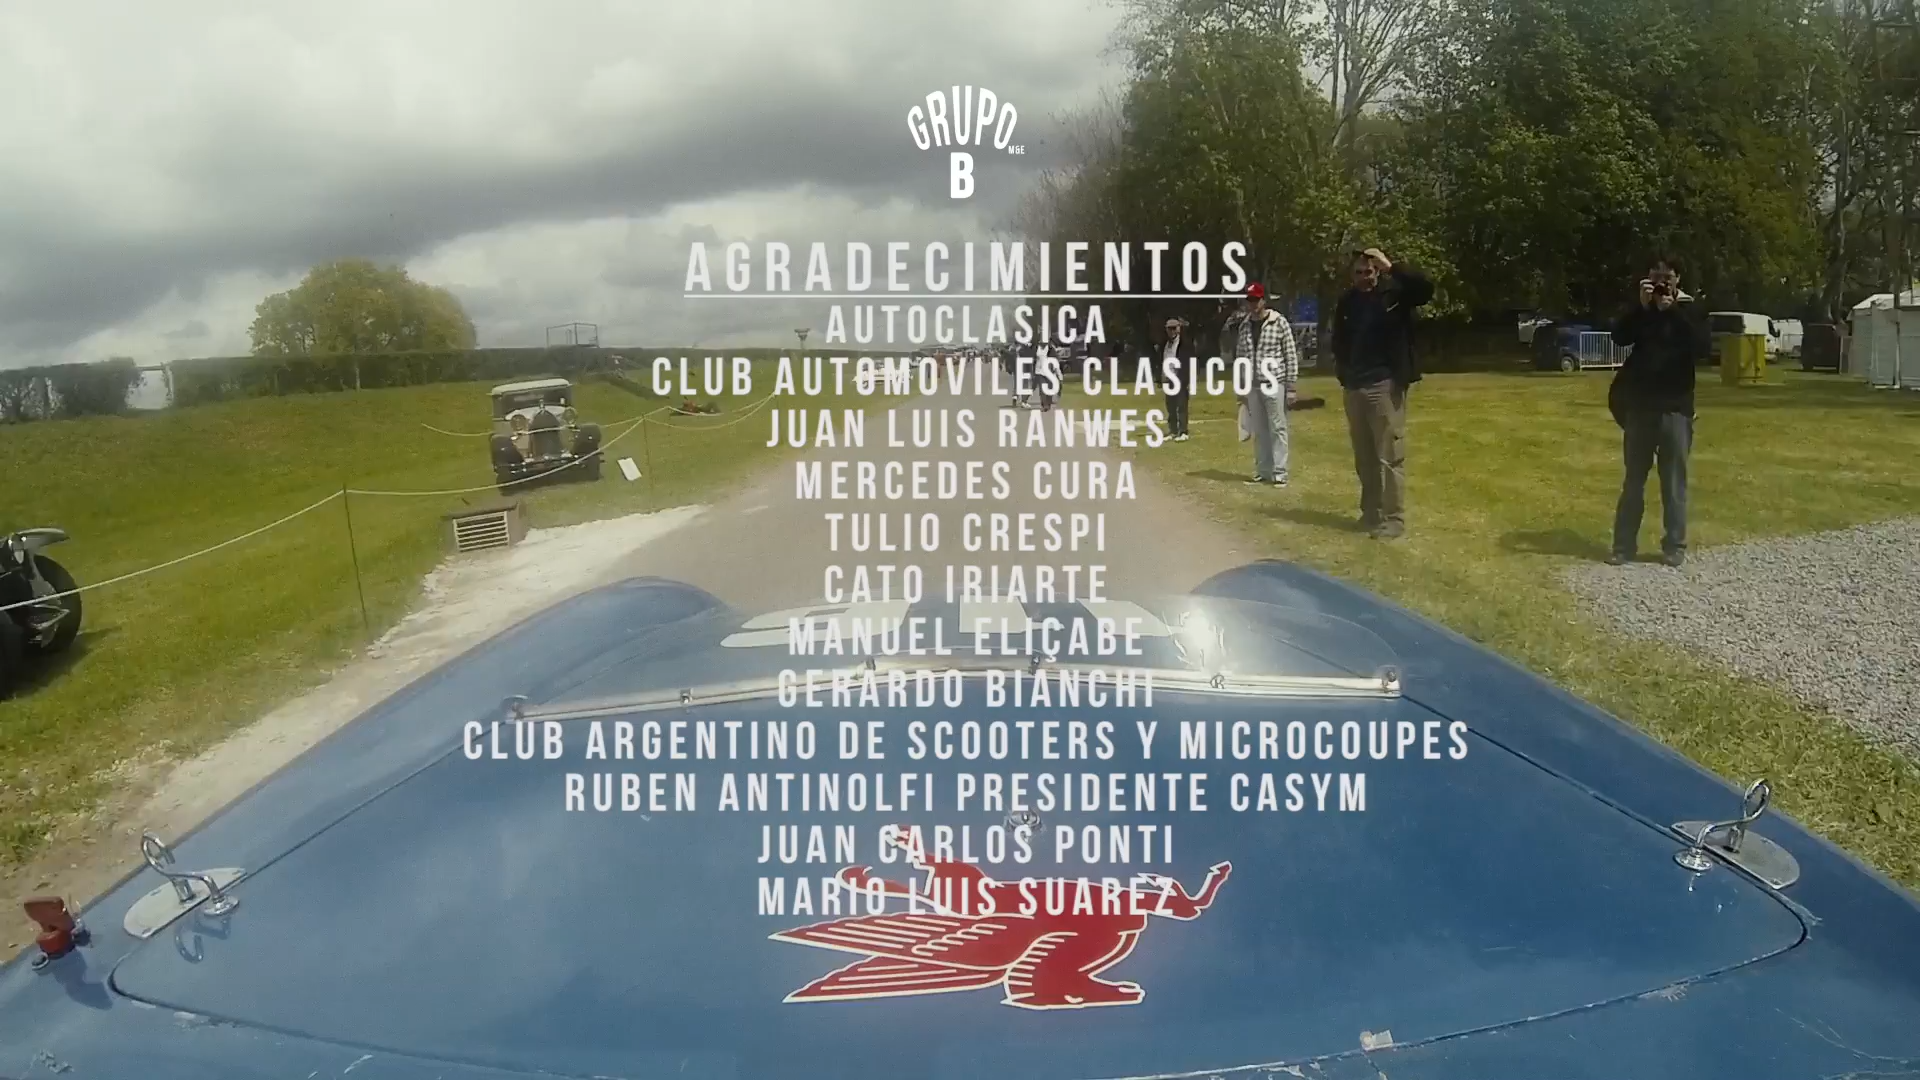 GRUPO
M&E
B
AGRADECIMIENTOS
AUTOCLASICA
CLUB AUTOMOVILES CLASICOS
JUAN LUIS RANWES
MERCEDES CURA
TULIO CRESPI
CATO IRIARTE
MANUEL ELIÇABE
GERARDO BIANCHI
CLUB ARGENTINO DE SCOOTERS Y MICROCOUPES
RUBEN ANTINOLFI PRESIDENTE CASYM
JUAN CARLOS PONTI
MARIO LUIS SUAREZ